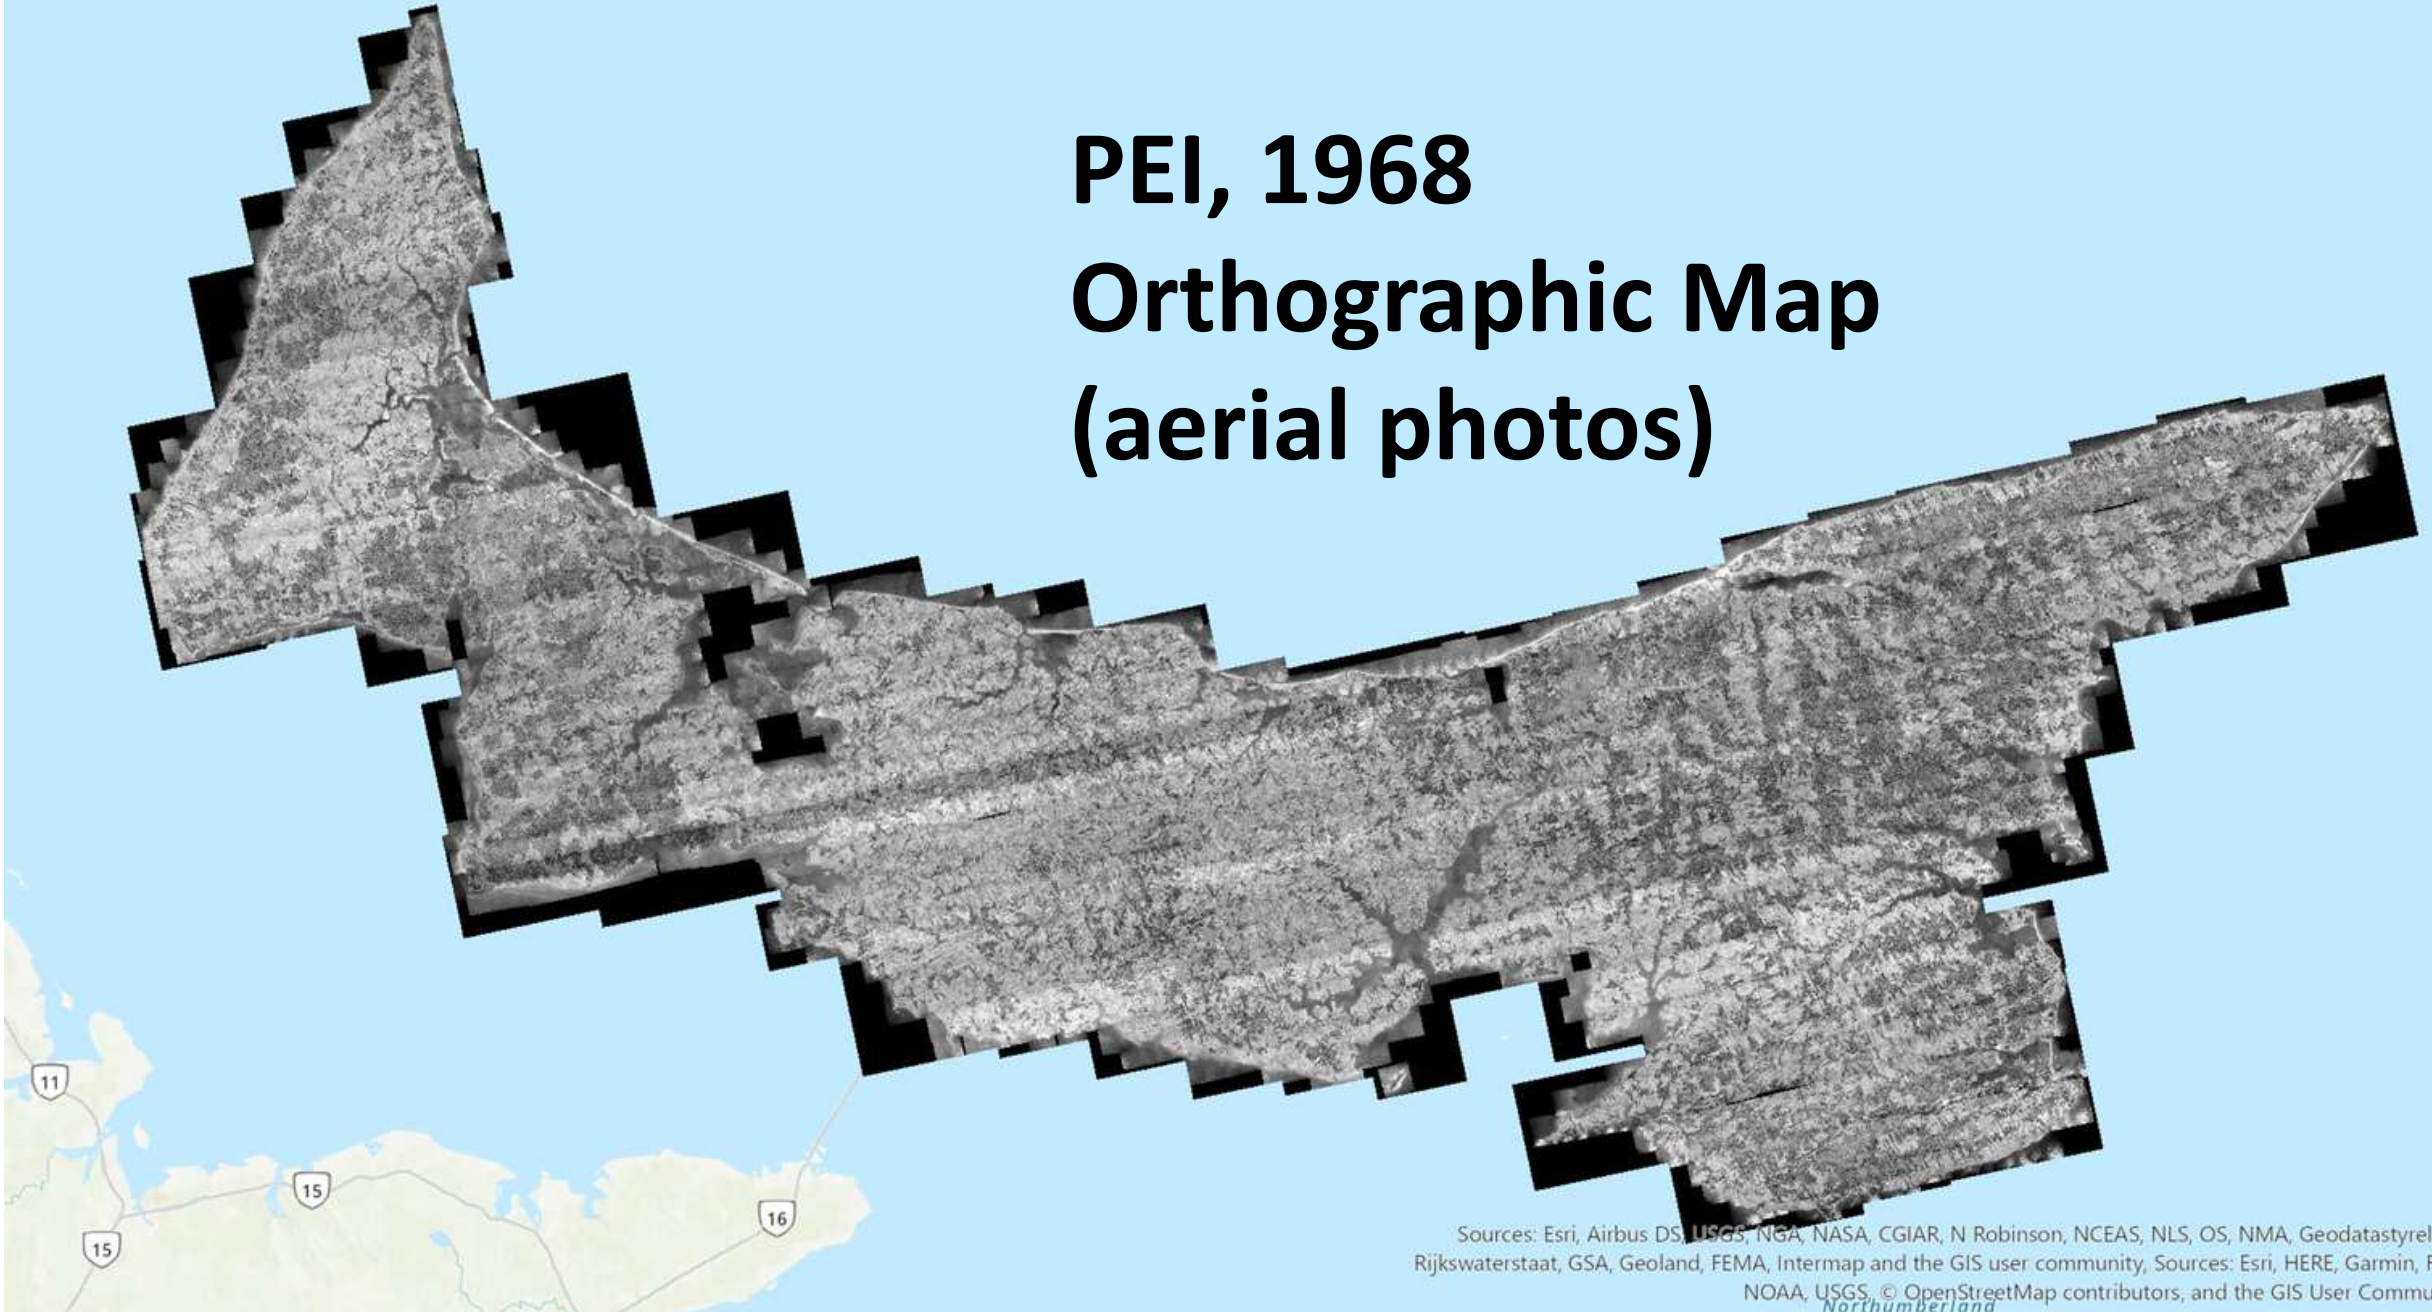 PEI, 1968
Orthographic Map
(aerial photos)
11
15
16
15
Sources: Esri, Airbus DS, USGS, NGA, NASA, CGIAR, N Robinson, NCEAS, NLS, OS, NMA, Geodatastyrel
Rijkswaterstaat, GSA, Geoland, FEMA, Intermap and the GIS user community, Sources: Esri, HERE, Garmin, F
NOAA, USGS, © OpenStreetMap contributors, and the GIS User Commu
Northumberland